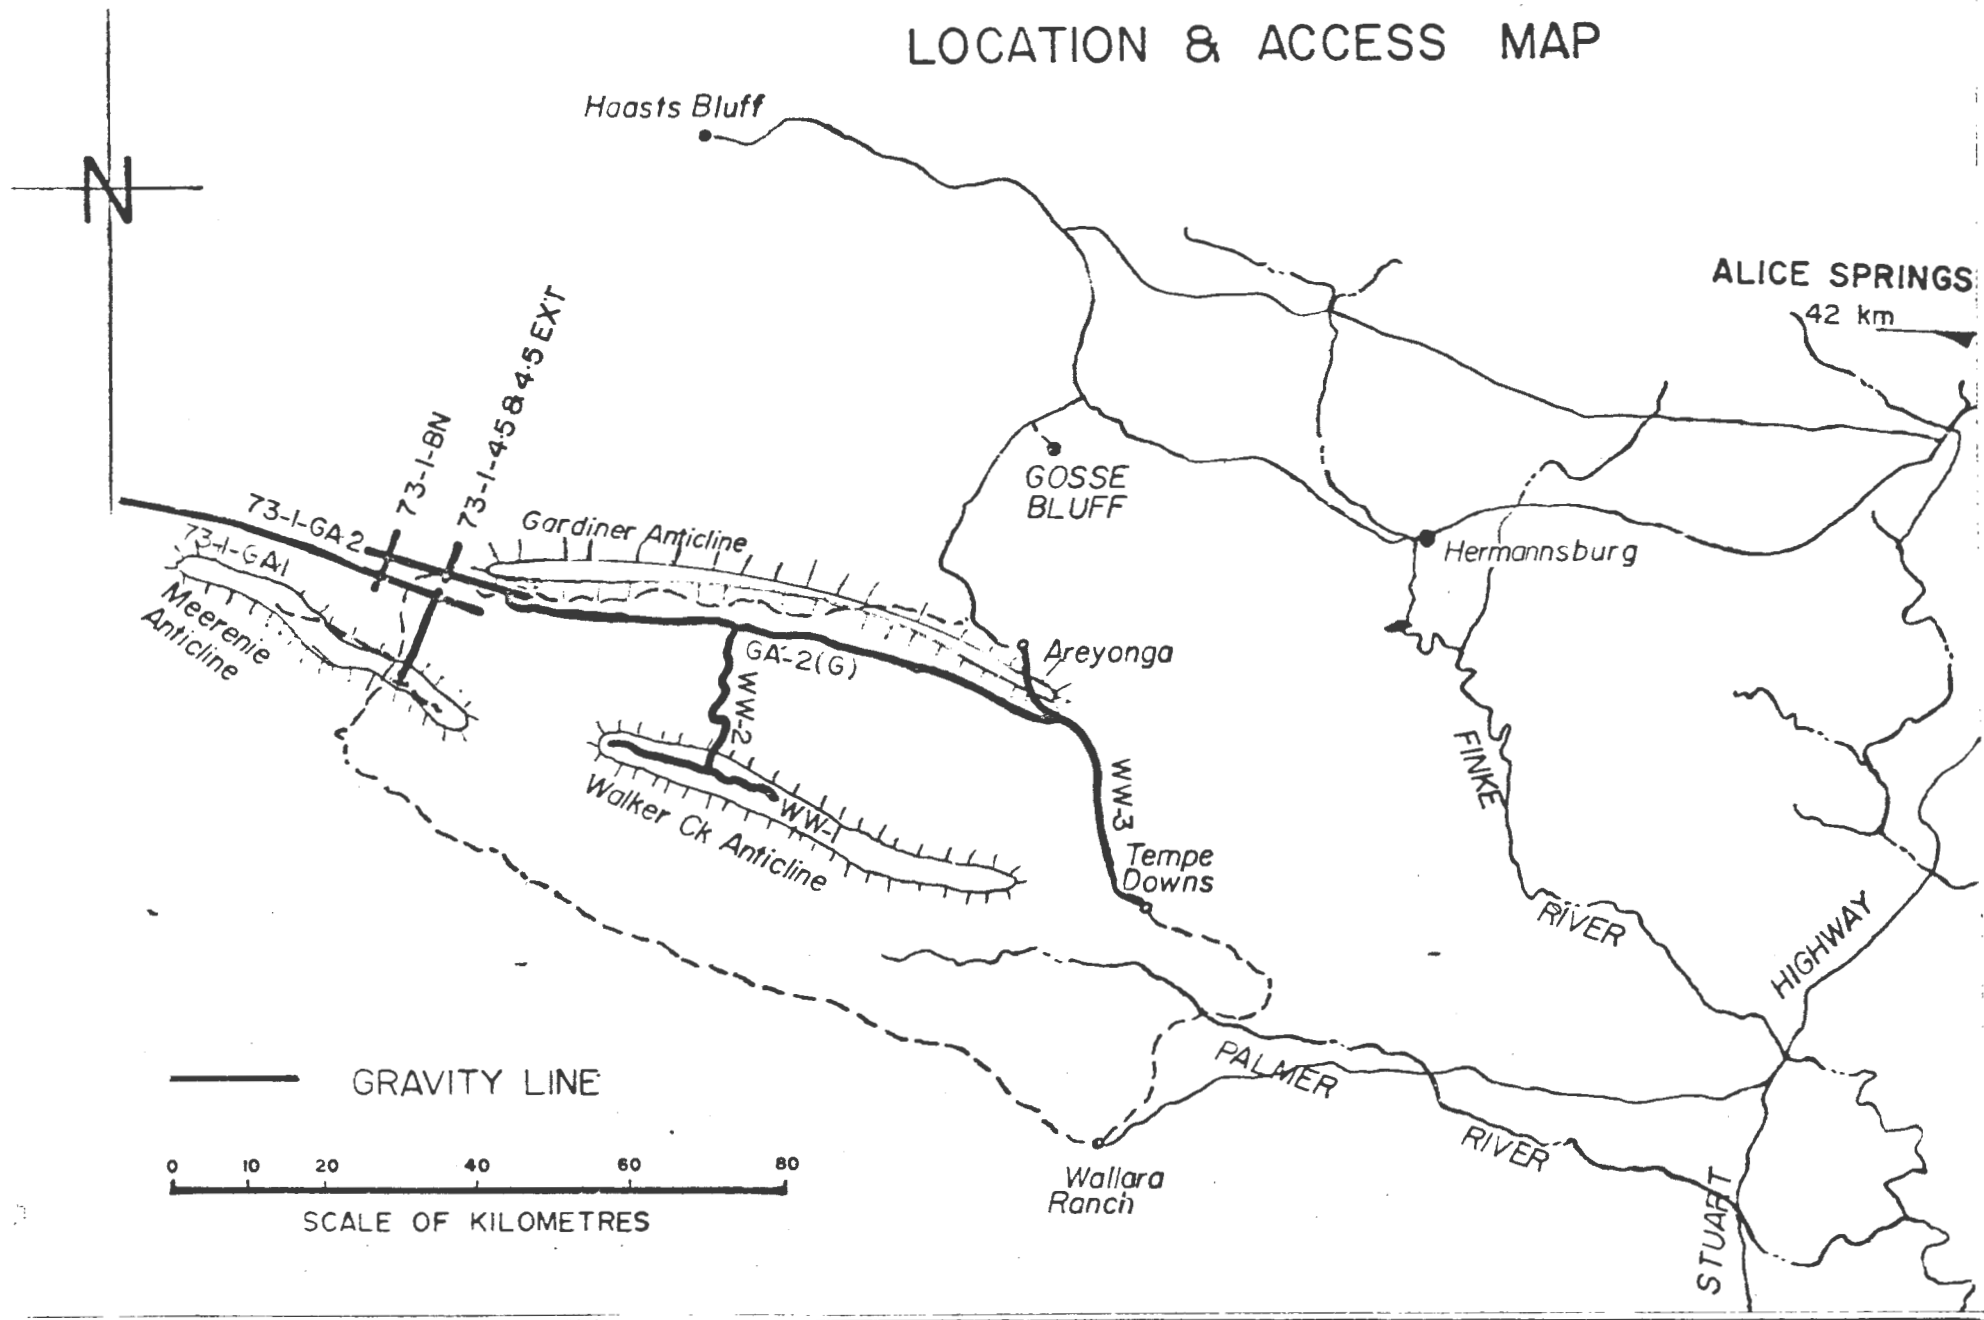 LOCATION & ACCESS MAP
Haasts Bluff
N
ALICE SPRINGS
42 km
73-1-BN
73-1-4·5 & 4·5 EXT
GOSSE
BLUFF
73-1-GA-2
Gardiner Anticline
73-1-GA1
Hermannsburg
Meerenie
Anticline
Areyonga
GA-2(G)
WW-2
FINKE
WW-3
WW-1
Walker Ck Anticline
Tempe
Downs
RIVER
HIGHWAY
PALMER
GRAVITY LINE
RIVER
Wallara
Ranch
STUART
0 10 20 40 60 80
SCALE OF KILOMETRES